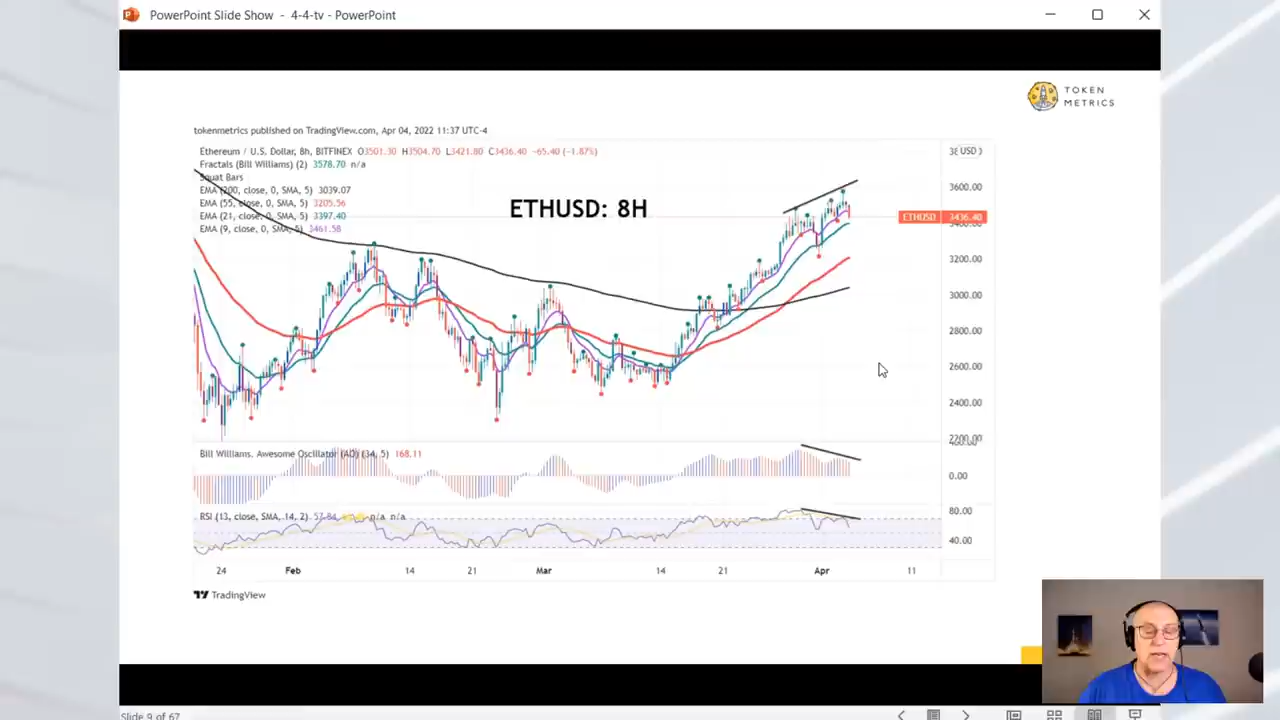 PowerPoint Slide Show - 4-4-tv - PowerPoint
TOKEN
METRICS
tokenmetrics published on TradingView.com, Apr 04, 2022 11:37 UTC-4
Ethereum / U.S. Dollar, 8h, BITFINEX O3501.30 H3504.70 L3421.80 C3436.40 −65.40 (−1.87%)
Fractals (Bill Williams) (2) 3578.70 n/a
Squat Bars
EMA (200, close, 0, SMA, 5) 3039.07
EMA (55, close, 0, SMA, 5) 3205.56
EMA (21, close, 0, SMA, 5) 3397.40
EMA (9, close, 0, SMA, 5) 3461.58
ETHUSD: 8H
USD
3600.00
ETHUSD 3436.40
3400.00
3200.00
3000.00
2800.00
2600.00
2400.00
2200.00
Bill Williams, Awesome Oscillator (AO) (34, 5) 168.11
0.00
RSI (13, close, SMA, 14, 2) 57.84 n/a n/a
80.00
40.00
24 Feb 14 21 Mar 14 21 Apr 11
TradingView
Slide 9 of 67